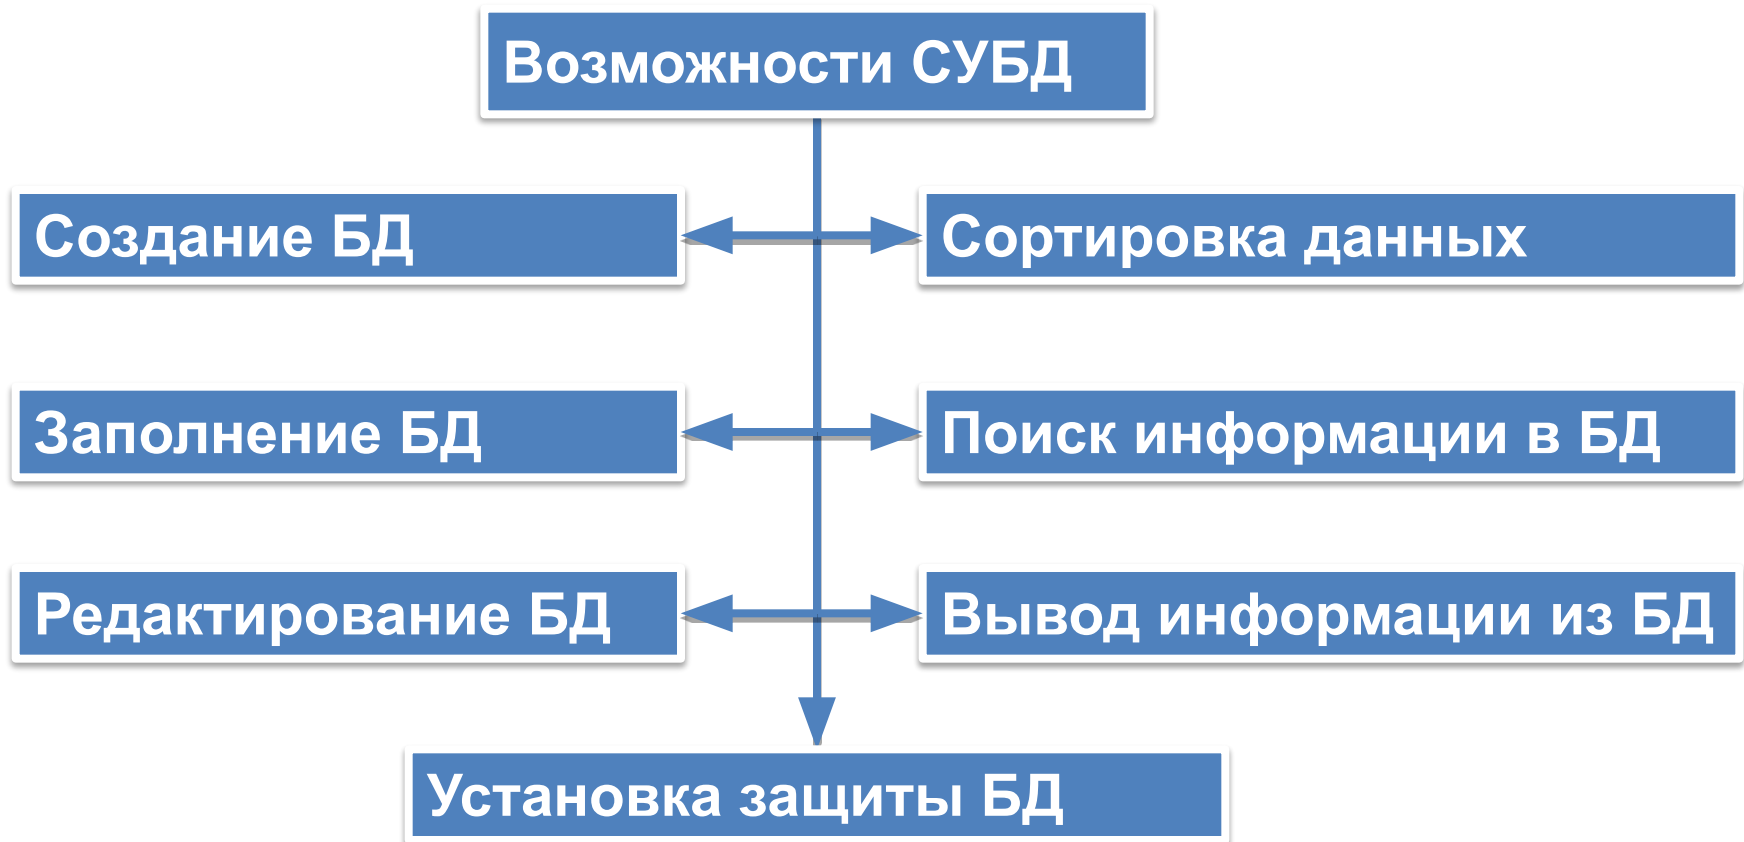 Возможности СУБД
Создание БД
Сортировка данных
Заполнение БД
Поиск информации в БД
Редактирование БД
Вывод информации из БД
Установка защиты БД